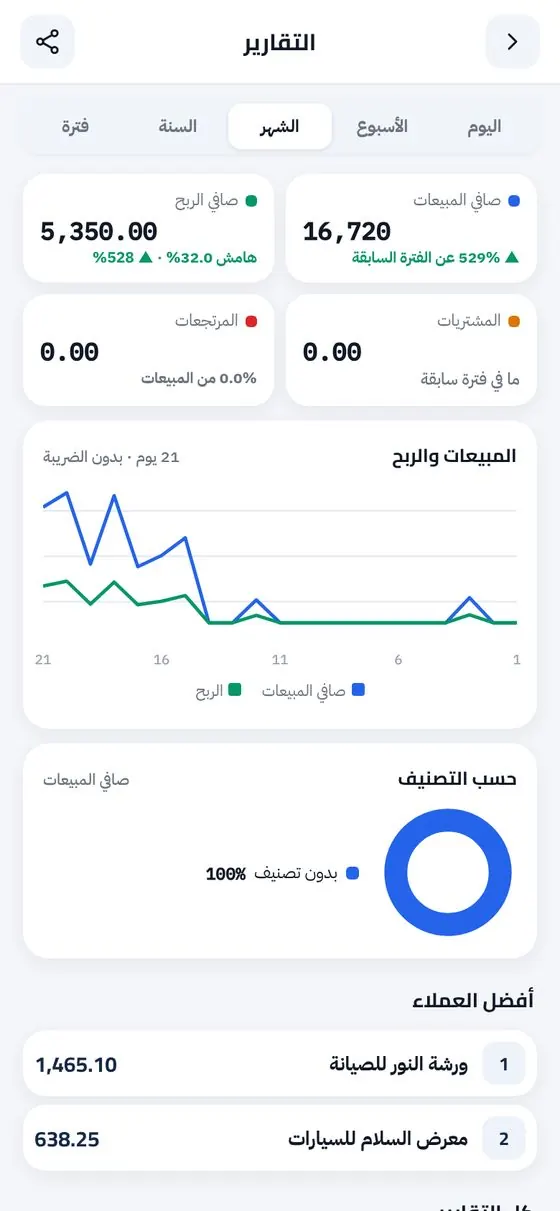 التقارير
اليوم
الأسبوع
الشهر
السنة
فترة
صافي المبيعات
16,720
▲ 529% عن الفترة السابقة
صافي الربح
5,350.00
هامش 32.0% · ▲ 528%
المشتريات
0.00
ما في فترة سابقة
المرتجعات
0.00
0.0% من المبيعات
المبيعات والربح
21 يوم · بدون الضريبة
1
6
11
16
21
صافي المبيعات
الربح
حسب التصنيف
صافي المبيعات
بدون تصنيف 100%
أفضل العملاء
1
ورشة النور للصيانة
1,465.10
2
معرض السلام للسيارات
638.25